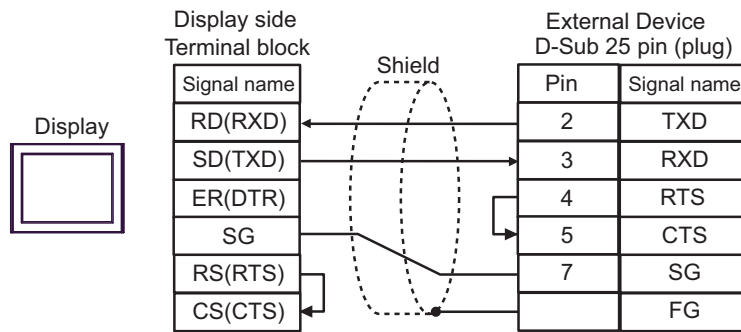 Display side
Terminal block
External Device
D-Sub 25 pin (plug)
Shield
Display
Signal name
Pin
Signal name
RD(RXD)
2
TXD
SD(TXD)
3
RXD
ER(DTR)
4
RTS
SG
5
CTS
RS(RTS)
7
SG
CS(CTS)
FG